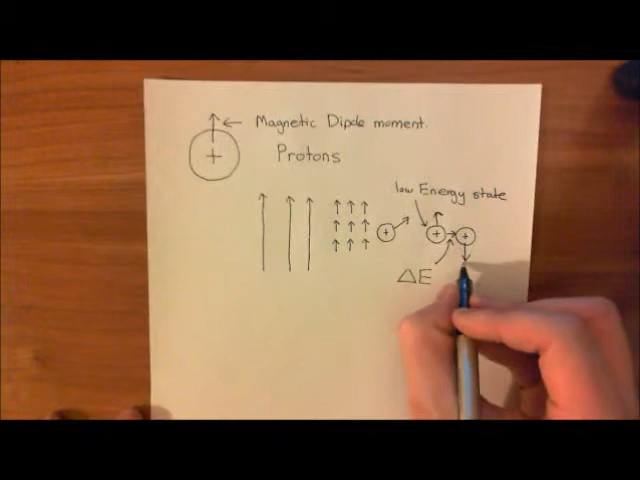 Magnetic Dipole moment.
+
Protons
low Energy state
+ + +
ΔE